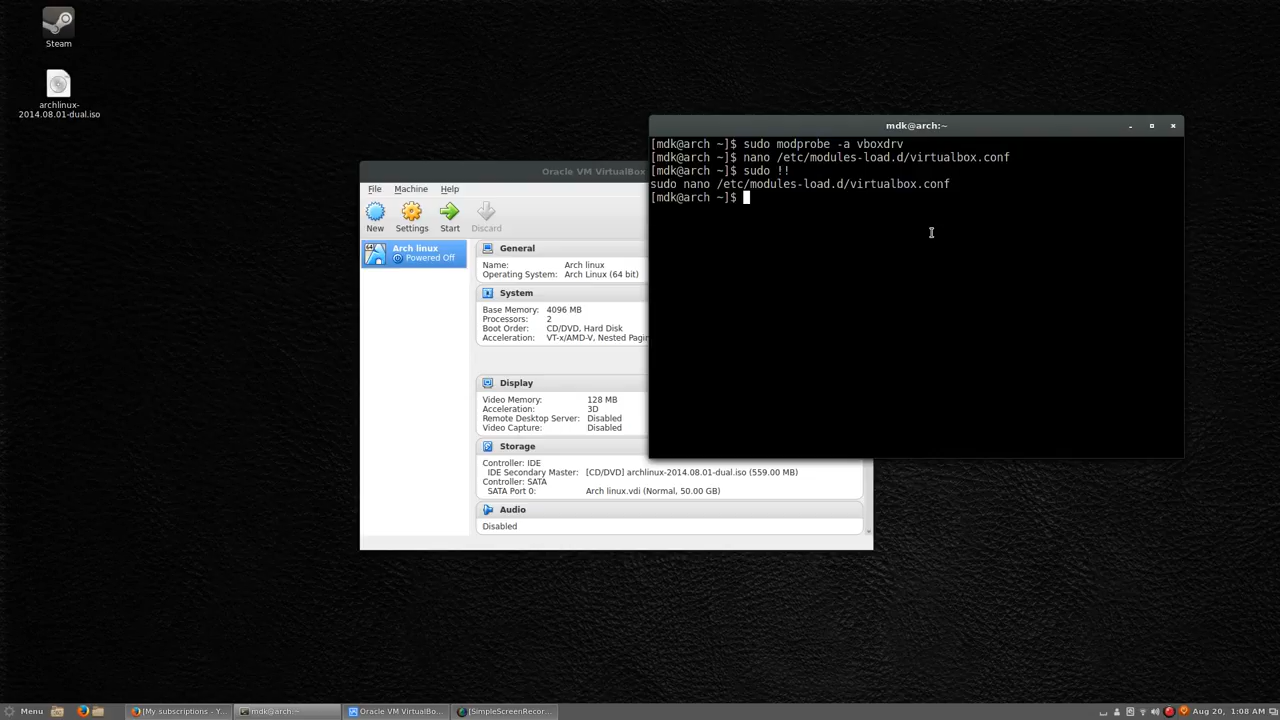 Steam
archlinux-
2014.08.01-dual.iso
Oracle VM VirtualBox
File Machine Help
New Settings Start Discard
Arch linux
Powered Off
General
Name: Arch linux
Operating System: Arch Linux (64 bit)
System
Base Memory: 4096 MB
Processors: 2
Boot Order: CD/DVD, Hard Disk
Acceleration: VT-x/AMD-V, Nested Pagin
Display
Video Memory: 128 MB
Acceleration: 3D
Remote Desktop Server: Disabled
Video Capture: Disabled
Storage
Controller: IDE
IDE Secondary Master: [CD/DVD] archlinux-2014.08.01-dual.iso (559.00 MB)
Controller: SATA
SATA Port 0: Arch linux.vdi (Normal, 50.00 GB)
Audio
Disabled
mdk@arch:~
[mdk@arch ~]$ sudo modprobe -a vboxdrv
[mdk@arch ~]$ nano /etc/modules-load.d/virtualbox.conf
[mdk@arch ~]$ sudo !!
sudo nano /etc/modules-load.d/virtualbox.conf
[mdk@arch ~]$
Menu [My subscriptions - Y... mdk@arch:~ Oracle VM VirtualBo... [SimpleScreenRecor... Aug 20, 1:08 AM